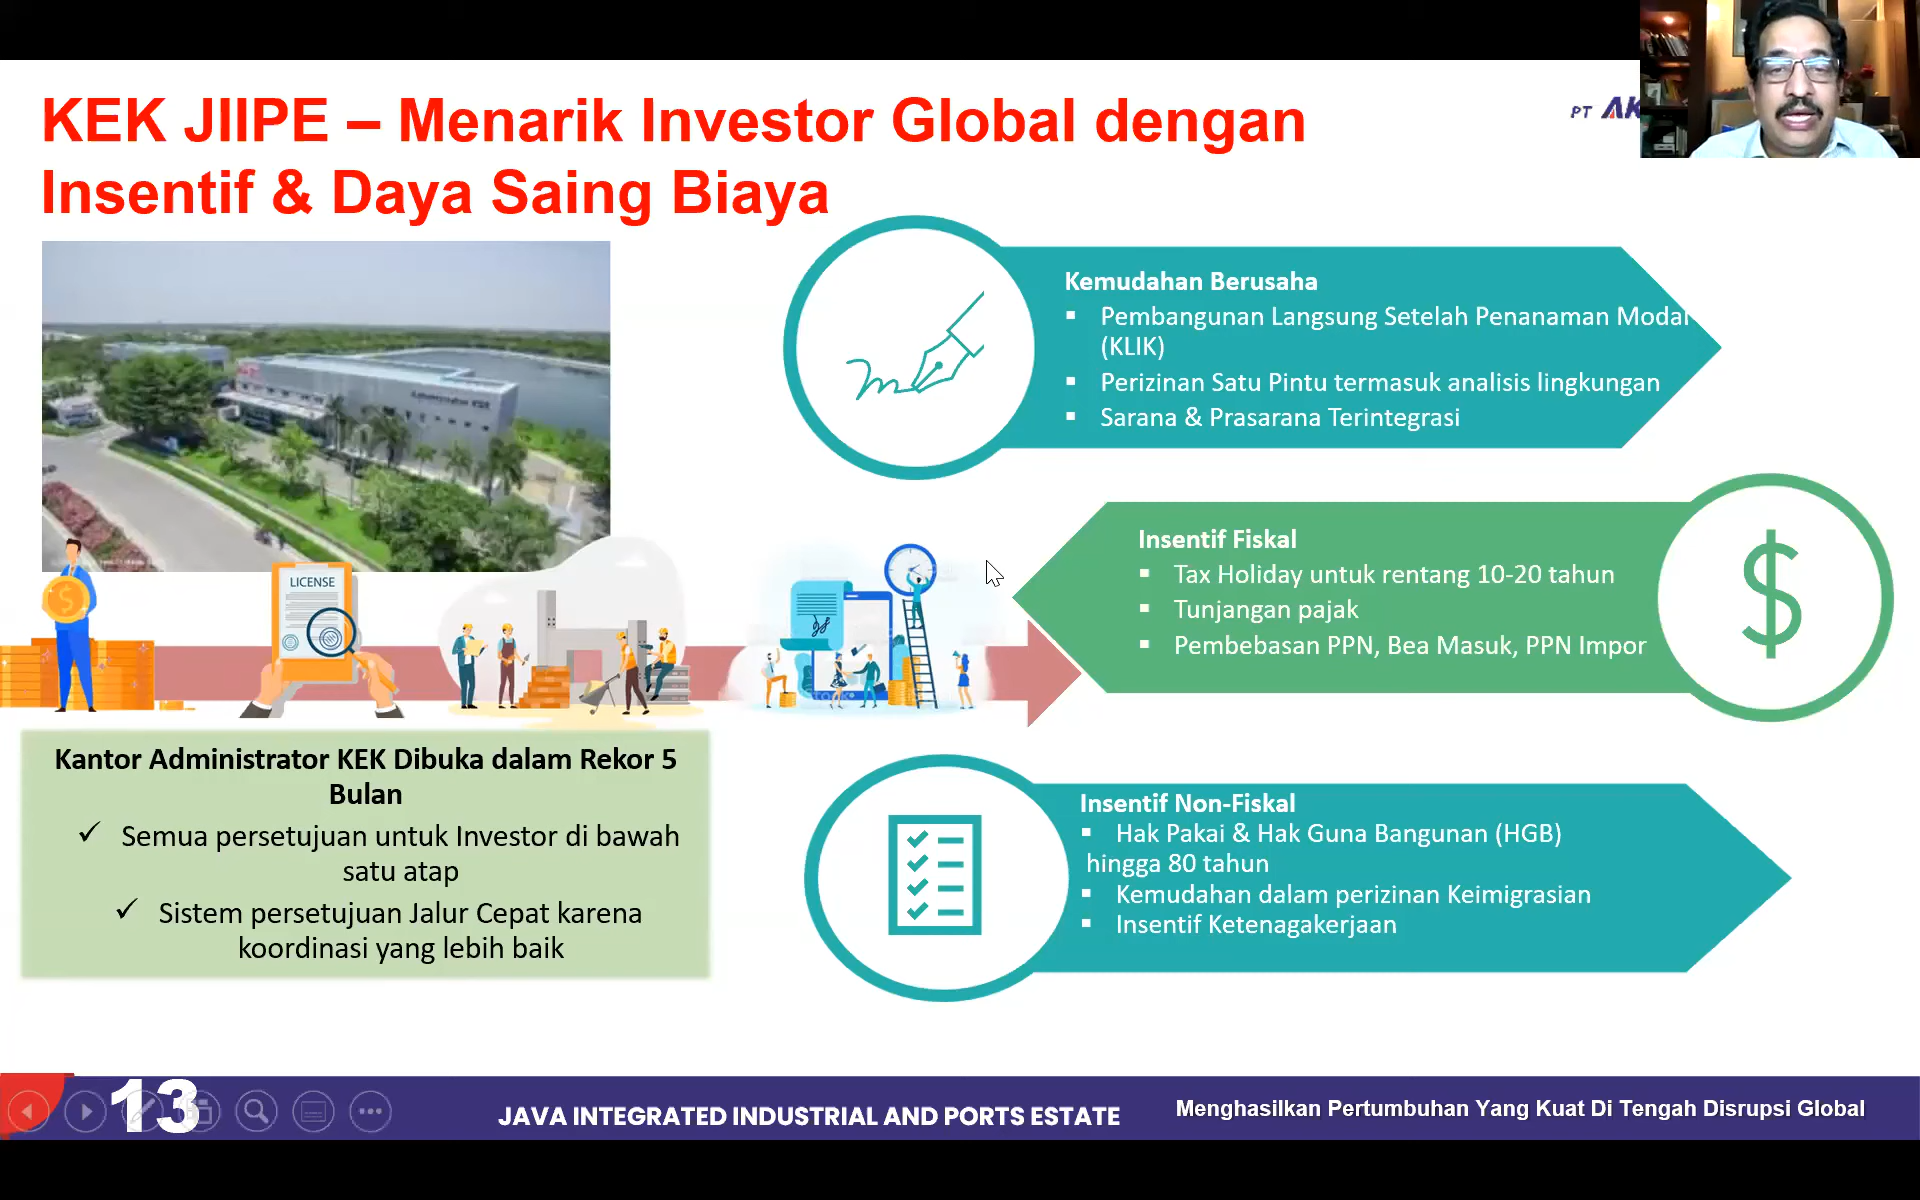 KEK JIIPE – Menarik Investor Global dengan
Insentif & Daya Saing Biaya
PT AK
Administrator KEK
Kemudahan Berusaha
▪ Pembangunan Langsung Setelah Penanaman Modal
(KLIK)
▪ Perizinan Satu Pintu termasuk analisis lingkungan
▪ Sarana & Prasarana Terintegrasi
Insentif Fiskal
▪ Tax Holiday untuk rentang 10-20 tahun
▪ Tunjangan pajak
▪ Pembebasan PPN, Bea Masuk, PPN Impor
LICENSE
Kantor Administrator KEK Dibuka dalam Rekor 5
Bulan
✓ Semua persetujuan untuk Investor di bawah
satu atap
✓ Sistem persetujuan Jalur Cepat karena
koordinasi yang lebih baik
Insentif Non-Fiskal
▪ Hak Pakai & Hak Guna Bangunan (HGB)
hingga 80 tahun
▪ Kemudahan dalam perizinan Keimigrasian
▪ Insentif Ketenagakerjaan
13
JAVA INTEGRATED INDUSTRIAL AND PORTS ESTATE
Menghasilkan Pertumbuhan Yang Kuat Di Tengah Disrupsi Global